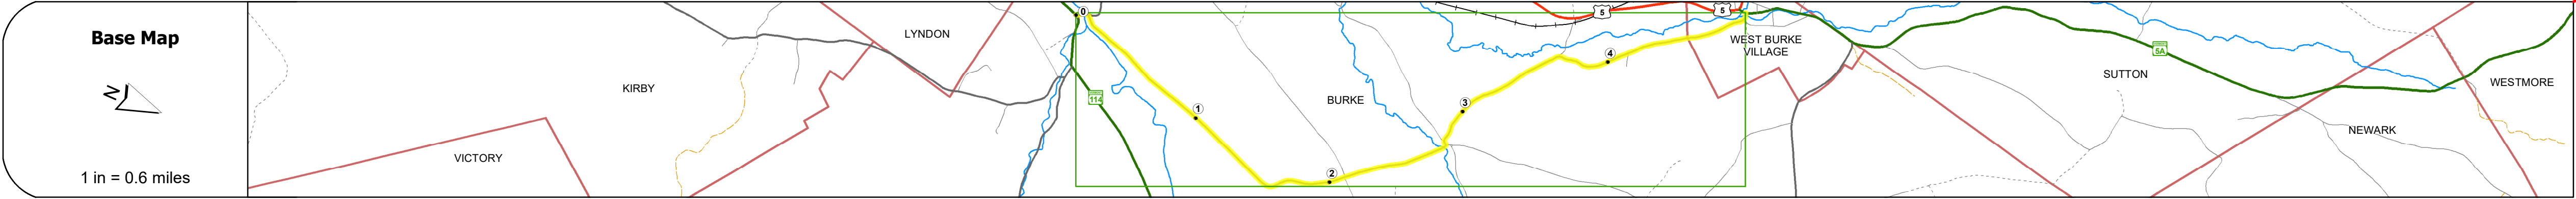 Base Map
N
1 in = 0.6 miles
VICTORY
KIRBY
LYNDON
0
114
1
BURKE
2
3
4
5
5
WEST BURKE
VILLAGE
SUTTON
5A
NEWARK
WESTMORE